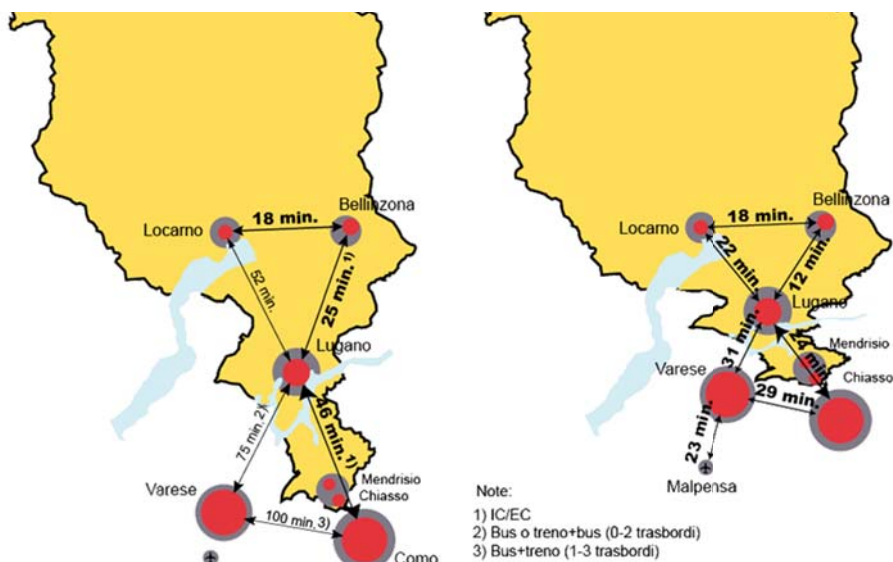 Bellinzona
18 min.
Locarno
52 min.
25 min. 1)
Lugano
75 min. 2)
46 min. 1)
Mendrisio
Chiasso
Varese
100 min. 3)
Como
Bellinzona
18 min.
Locarno
22 min.
12 min.
Lugano
31 min.
min.
Mendrisio
Varese
Chiasso
29 min.
23 min.
Malpensa
Note:
1) IC/EC
2) Bus o treno+bus (0-2 trasbordi)
3) Bus+treno (1-3 trasbordi)